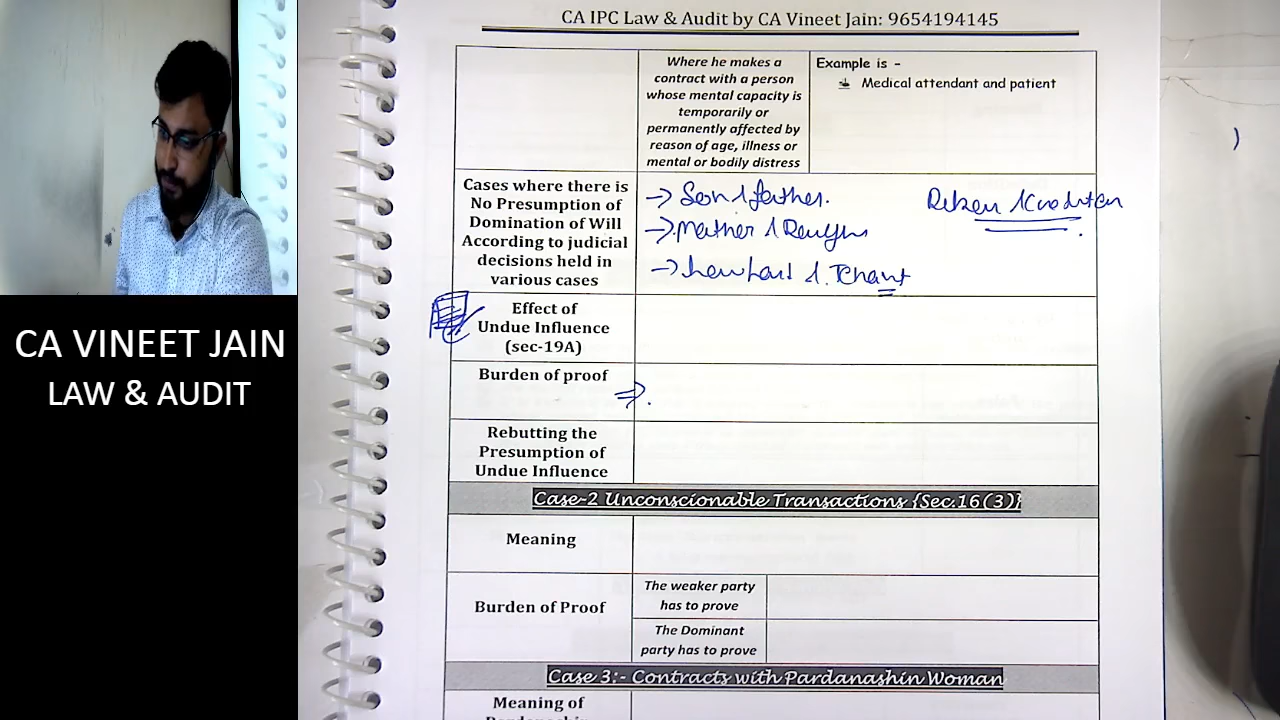 CA IPC Law & Audit by CA Vineet Jain: 9654194145
Where he makes a
contract with a person
whose mental capacity is
temporarily or
permanently affected by
reason of age, illness or
mental or bodily distress
Example is -
Medical attendant and patient
Cases where there is
No Presumption of
Domination of Will
According to judicial
decisions held in
various cases
→ Son & father.
→ Mother &
→ &
Effect of
Undue Influence
(sec-19A)
Burden of proof
⇒.
Rebutting the
Presumption of
Undue Influence
Case-2 Unconscionable Transactions {Sec.16(3)}
Meaning
Burden of Proof
The weaker party
has to prove
The Dominant
party has to prove
Case 3:- Contracts with Pardanashin Woman
Meaning of
CA VINEET JAIN
LAW & AUDIT